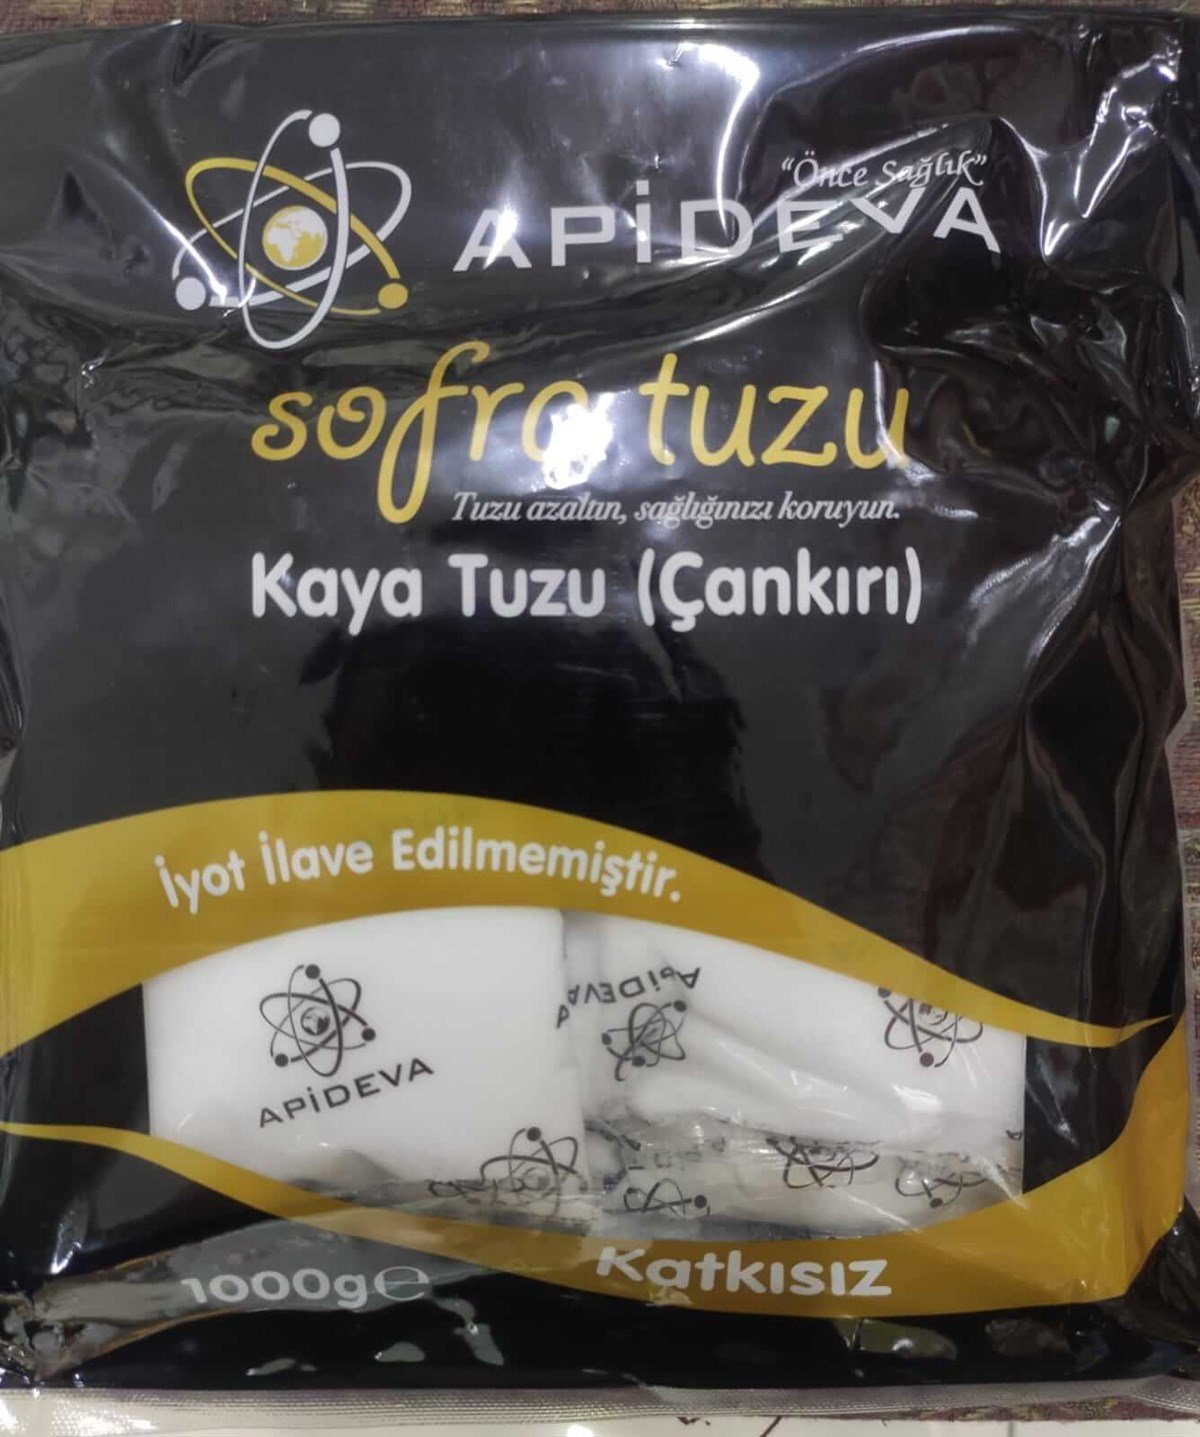 "Önce Sağlık"
APİDEVA
sofra tuzu
Tuzu azaltın, sağlığınızı koruyun.
Kaya Tuzu (Çankırı)
İyot İlave Edilmemiştir.
APİDEVA
APİDEVA
1000g℮
Katkısız